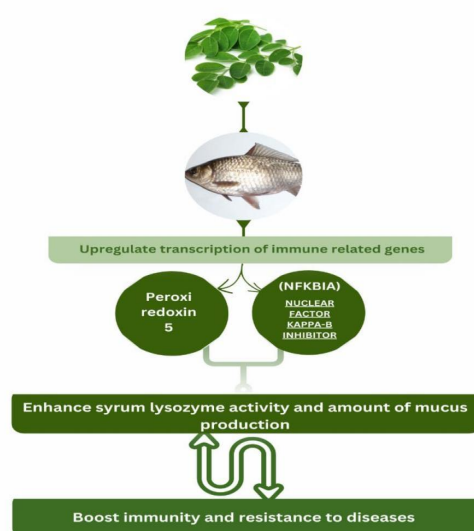 Upregulate transcription of immune related genes
Peroxi
redoxin
5
(NFKBIA)
NUCLEAR
FACTOR
KAPPA-B
INHIBITOR
Enhance syrum lysozyme activity and amount of mucus
production
Boost immunity and resistance to diseases